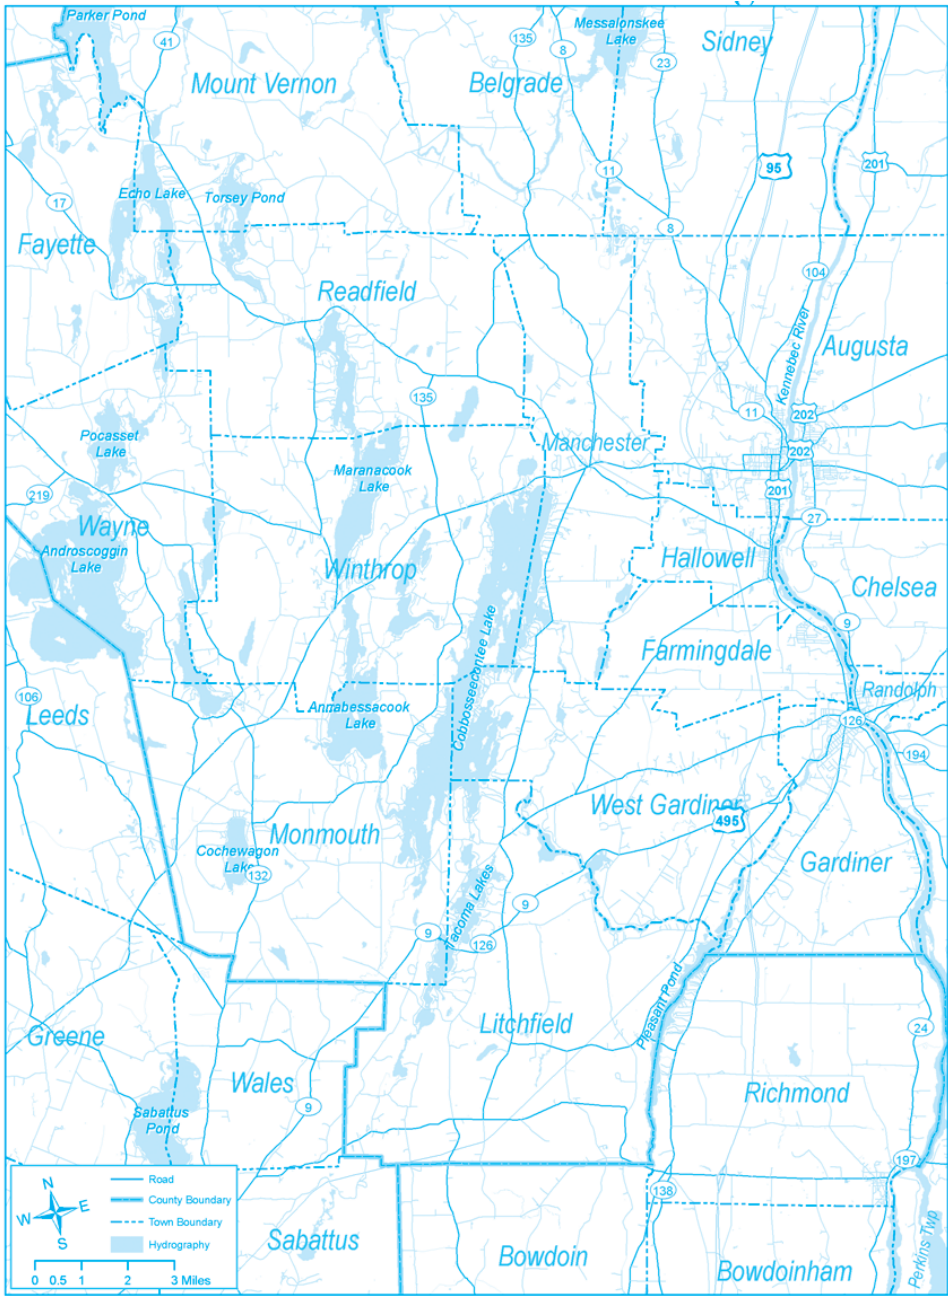 Parker Pond
41
Mount Vernon
135
8
Belgrade
Messalonskee
Lake
23
Sidney
95
201
11
Echo Lake
Torsey Pond
17
Fayette
8
104
Readfield
Kennebec River
Augusta
135
11
202
Pocasset
Lake
Manchester
202
Maranacook
Lake
219
201
Wayne
27
Androscoggin
Lake
Winthrop
Hallowell
Chelsea
9
Cobbosseecontee Lake
Farmingdale
Randolph
106
Leeds
Annabessacook
Lake
126
194
West Gardiner
495
Monmouth
Cochewagon
Lake
132
Gardiner
Tacoma Lakes
9
9
126
Pleasant Pond
Litchfield
24
Greene
Wales
9
Richmond
Sabattus
Pond
197
138
Sabattus
Bowdoin
Bowdoinham
Perkins Twp
N
W
E
S
Road
County Boundary
Town Boundary
Hydrography
0 0.5 1 2 3 Miles